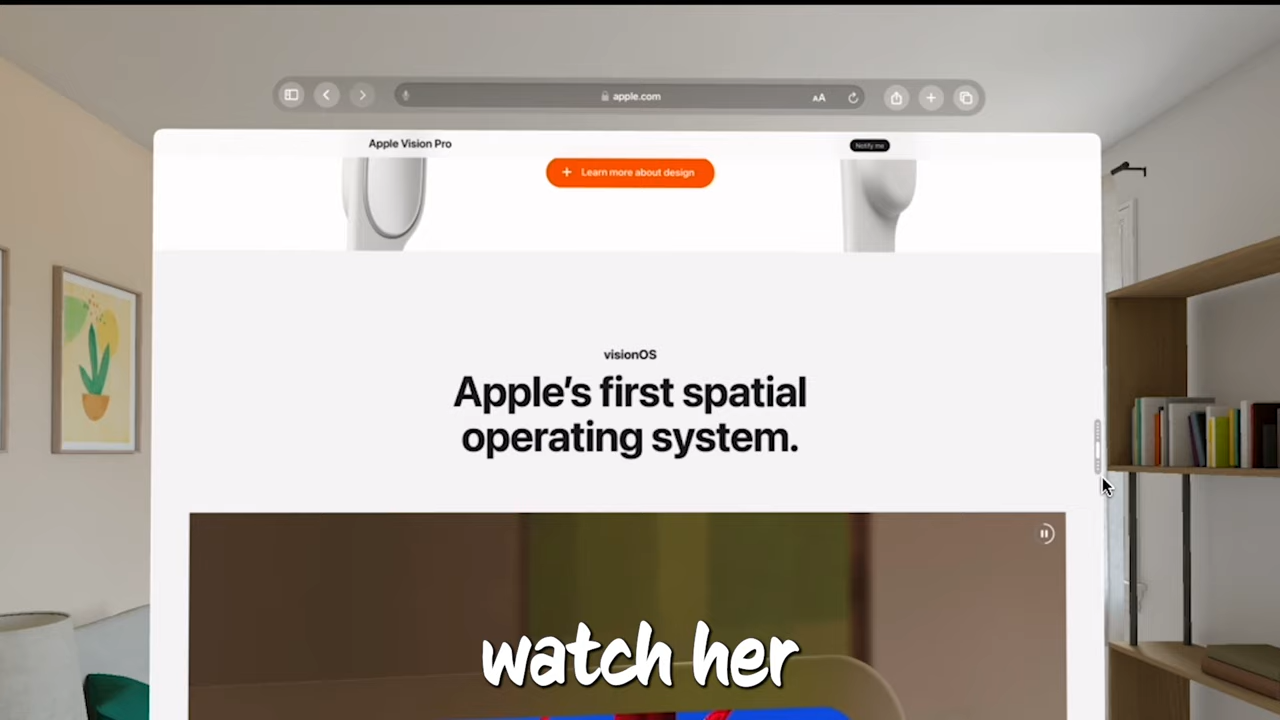 apple.com
AA
Apple Vision Pro
Notify me
Learn more about design
visionOS
Apple's first spatial
operating system.
watch her